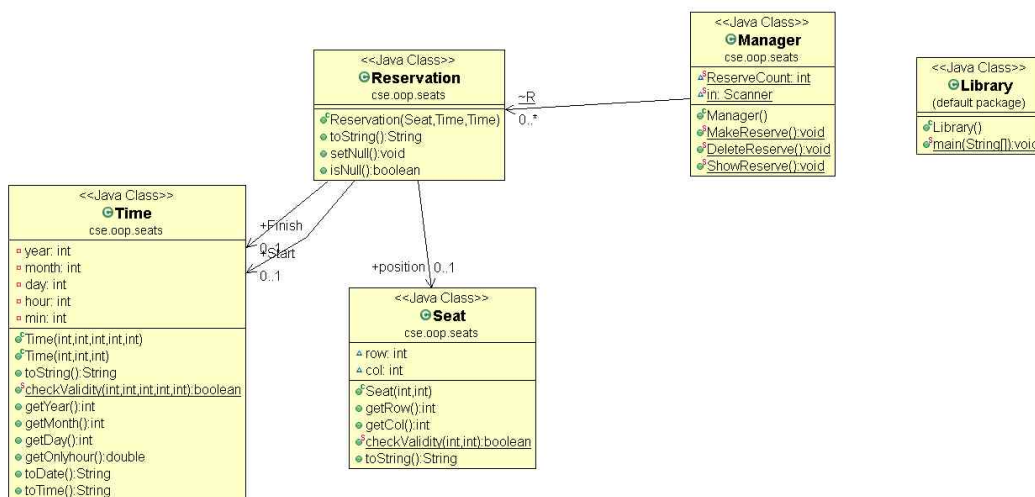 <<Java Class>>
Manager
cse.oop.seats
ReserveCount: int
in: Scanner
Manager()
MakeReserve():void
DeleteReserve():void
ShowReserve():void
<<Java Class>>
Reservation
cse.oop.seats
Reservation(Seat,Time,Time)
toString():String
setNull():void
isNull():boolean
~R
0..*
<<Java Class>>
Library
(default package)
Library()
main(String[]):void
<<Java Class>>
Time
cse.oop.seats
year: int
month: int
day: int
hour: int
min: int
Time(int,int,int,int,int)
Time(int,int,int)
toString():String
checkValidity(int,int,int,int,int):boolean
getYear():int
getMonth():int
getDay():int
getOnlyhour():double
toDate():String
toTime():String
+Finish
0..1
+Start
0..1
+position
0..1
<<Java Class>>
Seat
cse.oop.seats
row: int
col: int
Seat(int,int)
getRow():int
getCol():int
checkValidity(int,int):boolean
toString():String